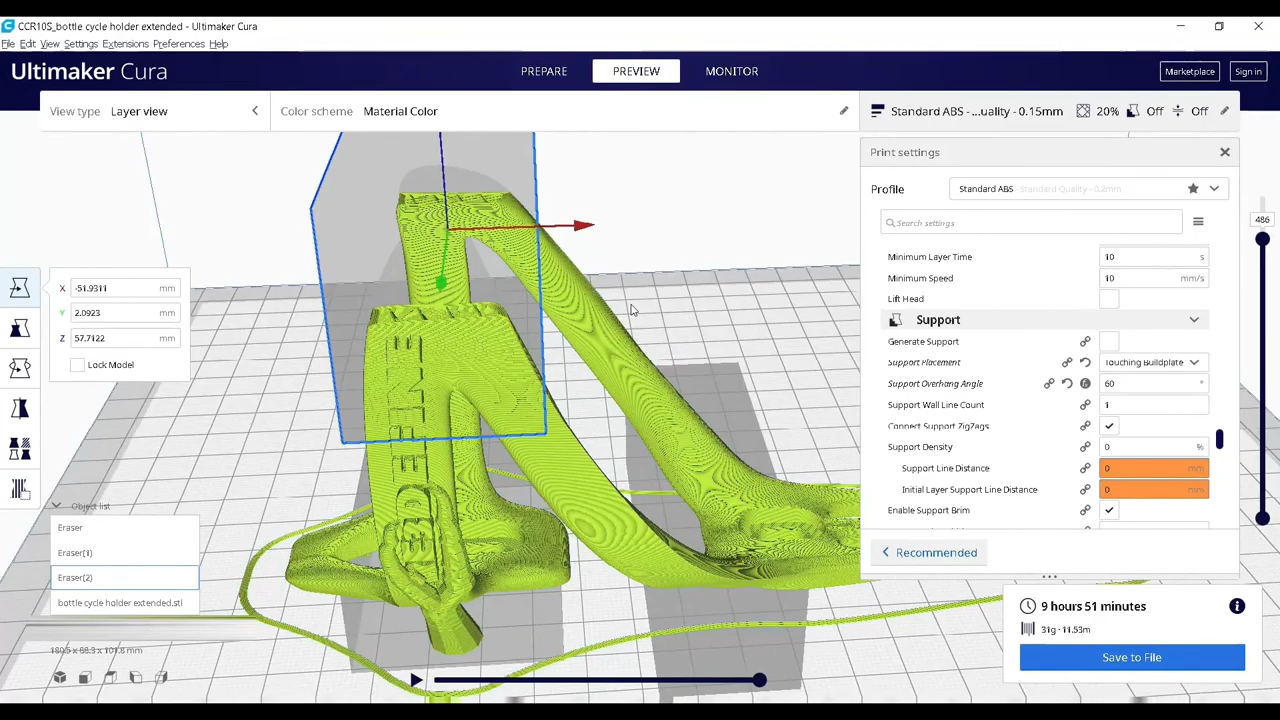 CCR10S_bottle cycle holder extended - Ultimaker Cura
File Edit View Settings Extensions Preferences Help
Ultimaker Cura
PREPARE
PREVIEW
MONITOR
Marketplace
Sign in
View type Layer view
Color scheme Material Color
Standard ABS - ...uality - 0.15mm 20% Off Off
Print settings
Profile
Standard ABS - Standard Quality - 0.2mm
Search settings
Minimum Layer Time 10 s
Minimum Speed 10 mm/s
Lift Head
Support
Generate Support
Support Placement Touching Buildplate
Support Overhang Angle 60 °
Support Wall Line Count 1
Connect Support ZigZags
Support Density 0 %
Support Line Distance 0 mm
Initial Layer Support Line Distance 0 mm
Enable Support Brim
Recommended
486
X -51.9311 mm
Y 2.0923 mm
Z 57.7122 mm
Lock Model
Object list
Eraser
Eraser(1)
Eraser(2)
bottle cycle holder extended.stl
9 hours 51 minutes
31g · 11.53m
Save to File